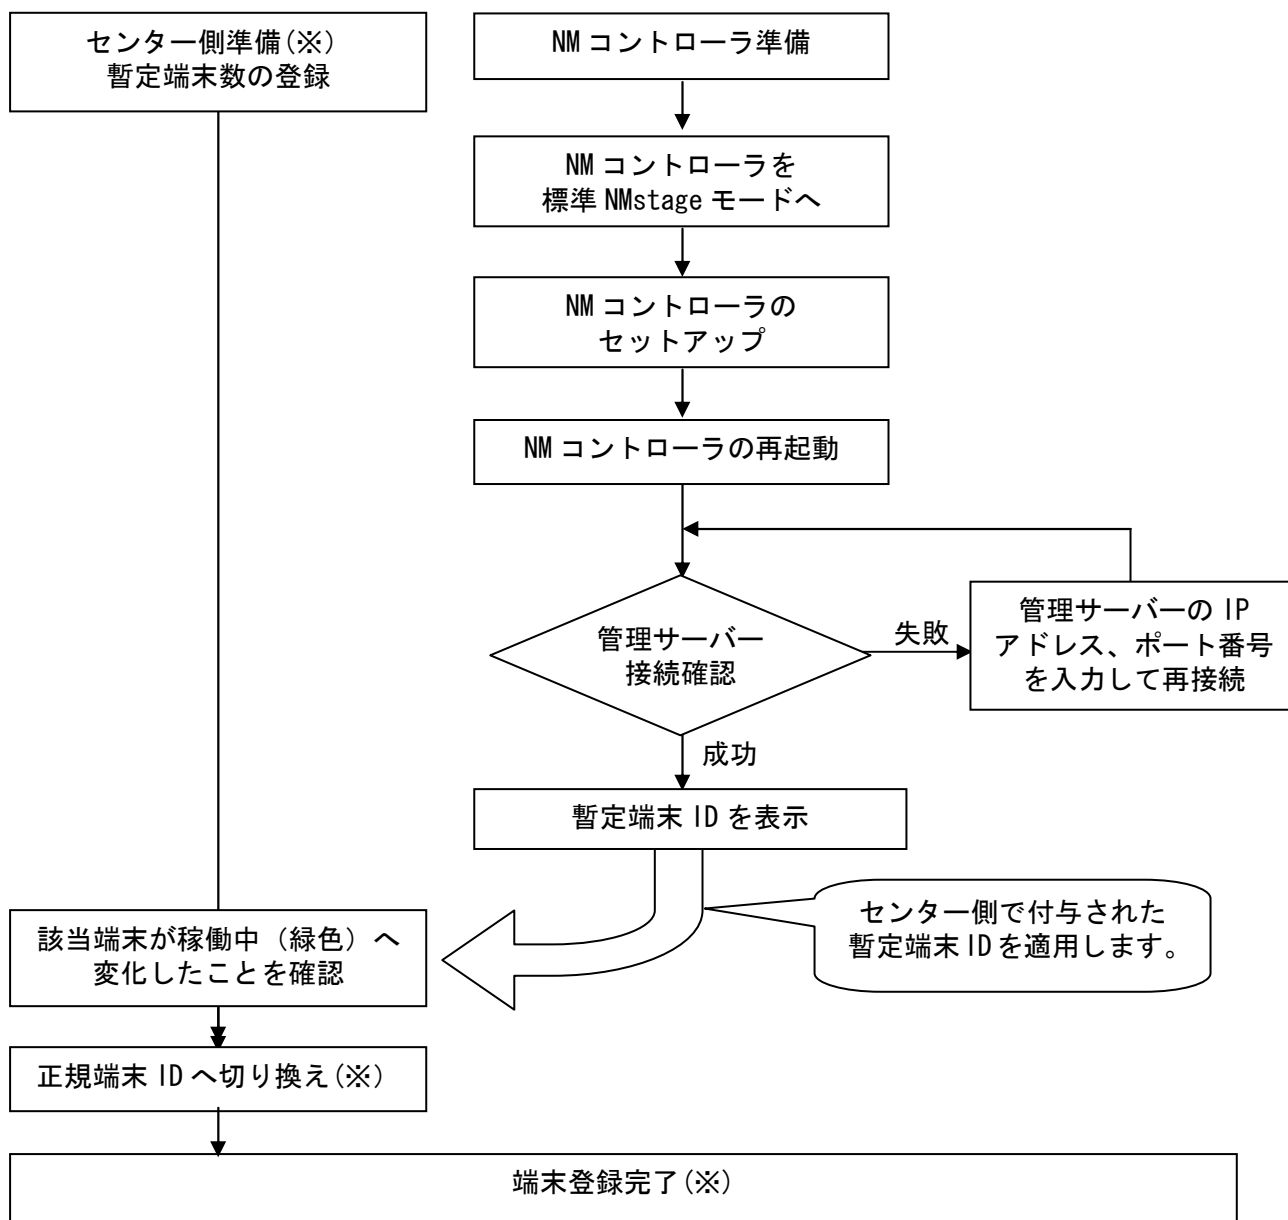 センター側準備(※)
暫定端末数の登録
NM コントローラ準備
NM コントローラを
標準 NMstage モードへ
NM コントローラの
セットアップ
NM コントローラの再起動
管理サーバー
接続確認
失敗
管理サーバーの IP
アドレス、ポート番号
を入力して再接続
成功
暫定端末 ID を表示
センター側で付与された
暫定端末 ID を適用します。
該当端末が稼働中（緑色）へ
変化したことを確認
正規端末 ID へ切り換え(※)
端末登録完了(※)